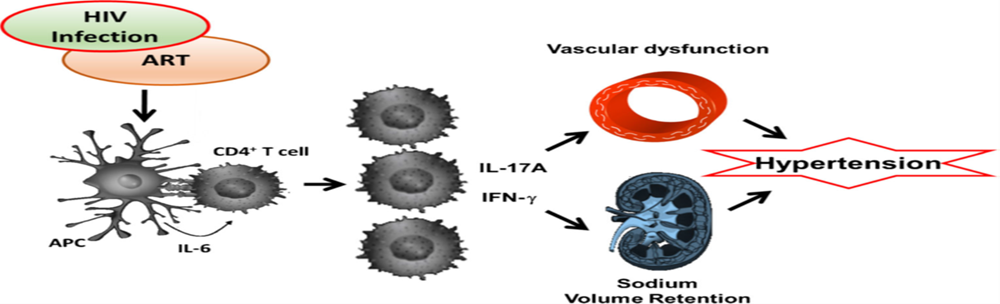 HIV
Infection
ART
CD4⁺ T cell
APC
IL-6
IL-17A
IFN-γ
Vascular dysfunction
Sodium
Volume Retention
Hypertension